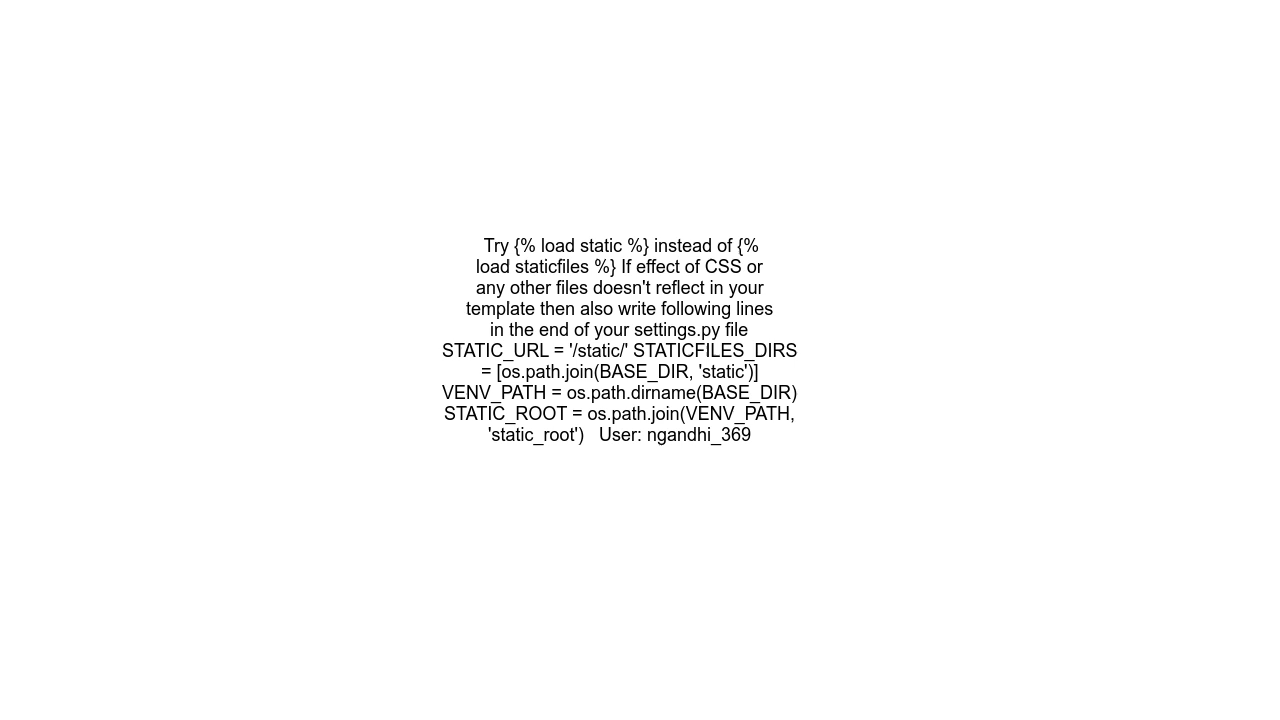 Try {% load static %} instead of {%
load staticfiles %} If effect of CSS or
any other files doesn't reflect in your
template then also write following lines
in the end of your settings.py file
STATIC_URL = '/static/' STATICFILES_DIRS
= [os.path.join(BASE_DIR, 'static')]
VENV_PATH = os.path.dirname(BASE_DIR)
STATIC_ROOT = os.path.join(VENV_PATH,
'static_root')   User: ngandhi_369